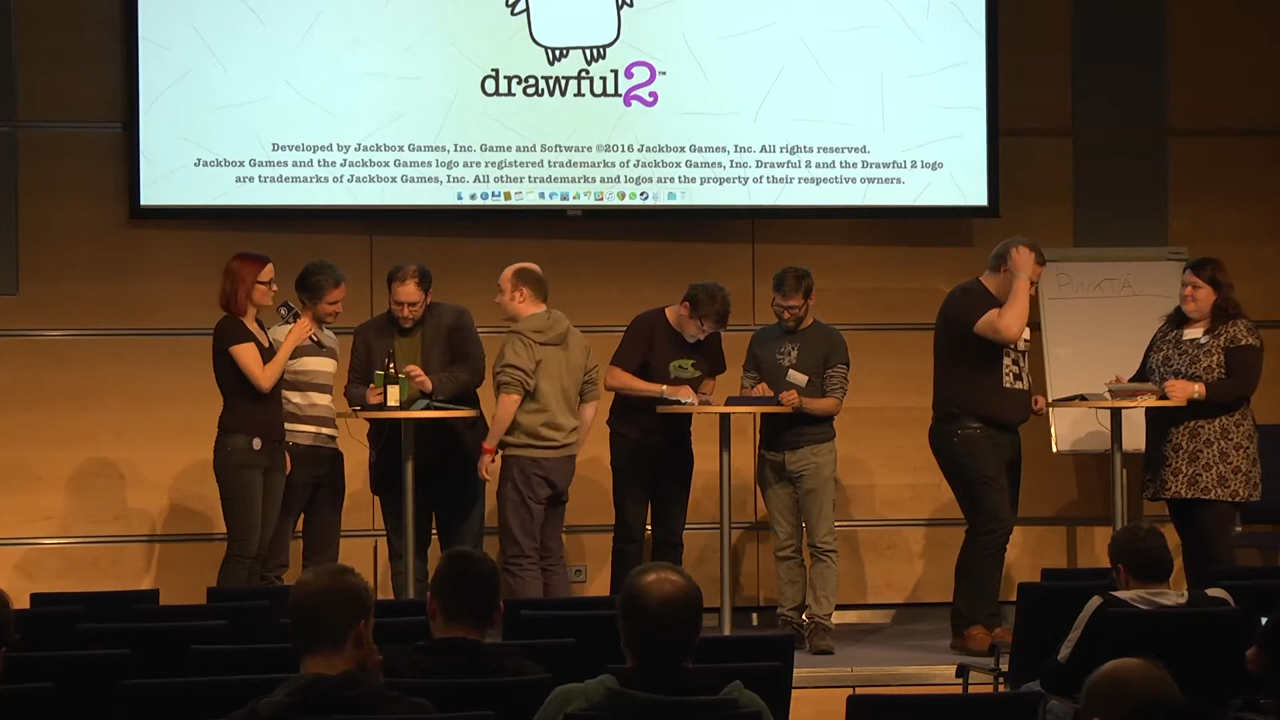 drawful2™
Developed by Jackbox Games, Inc. Game and Software ©2016 Jackbox Games, Inc. All rights reserved.
Jackbox Games and the Jackbox Games logo are registered trademarks of Jackbox Games, Inc. Drawful 2 and the Drawful 2 logo
are trademarks of Jackbox Games, Inc. All other trademarks and logos are the property of their respective owners.
PUNKTÄ